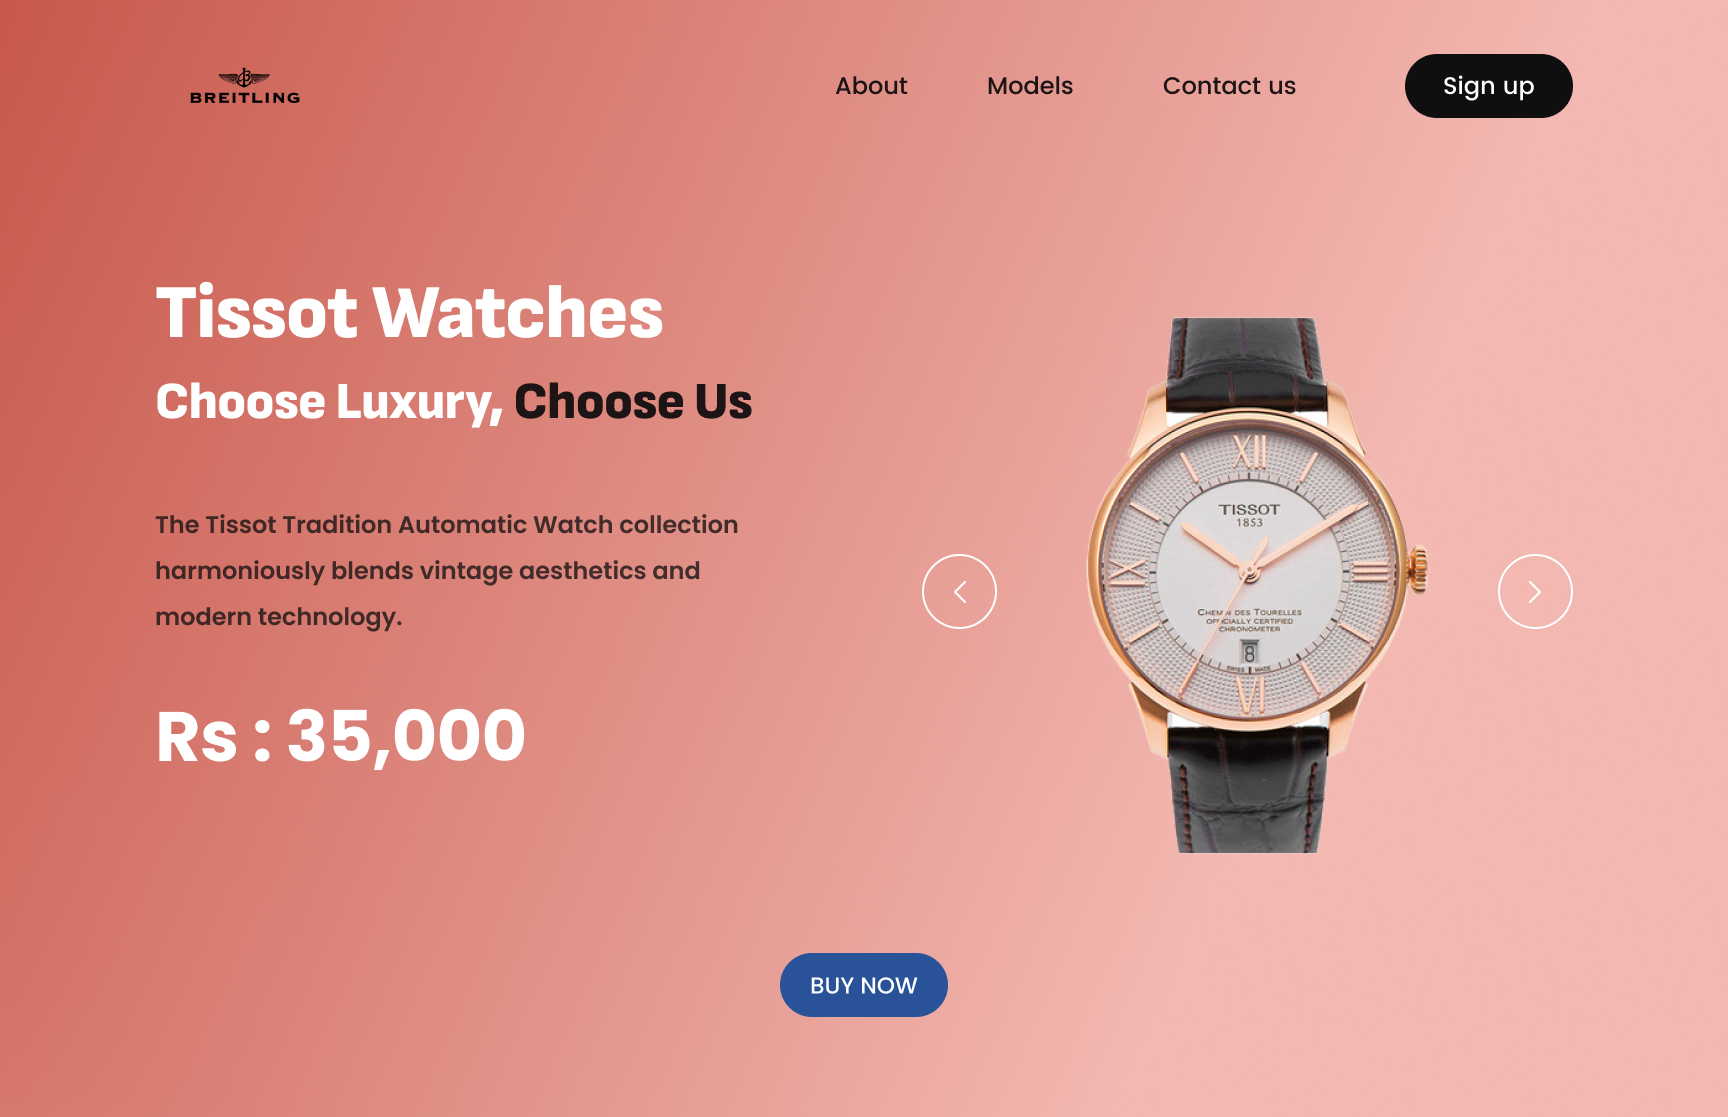 BREITLING
About
Models
Contact us
Sign up
Tissot Watches
Choose Luxury, Choose Us
The Tissot Tradition Automatic Watch collection
harmoniously blends vintage aesthetics and
modern technology.
Rs : 35,000
XII
TISSOT
1853
IX
III
CHEMIN DES TOURELLES
OFFICIALLY CERTIFIED
CHRONOMETER
8
SWISS MADE
VI
BUY NOW